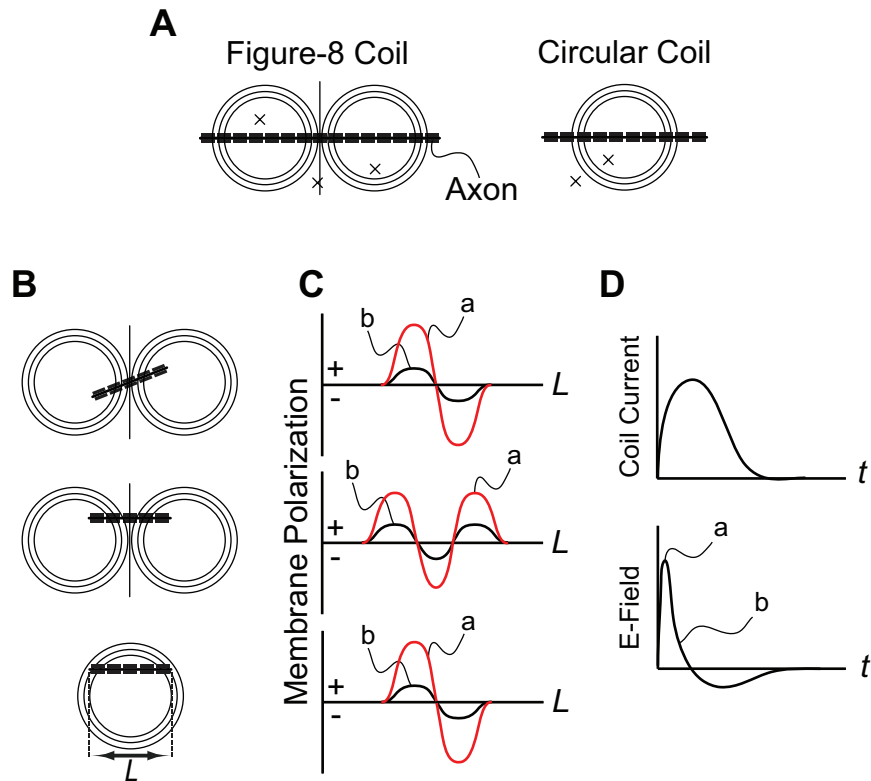 A
Figure-8 Coil
Circular Coil
Axon
B
L
C
Membrane Polarization
b
a
+
-
L
b
a
+
-
L
b
a
+
-
L
D
Coil Current
t
E-Field
a
b
t